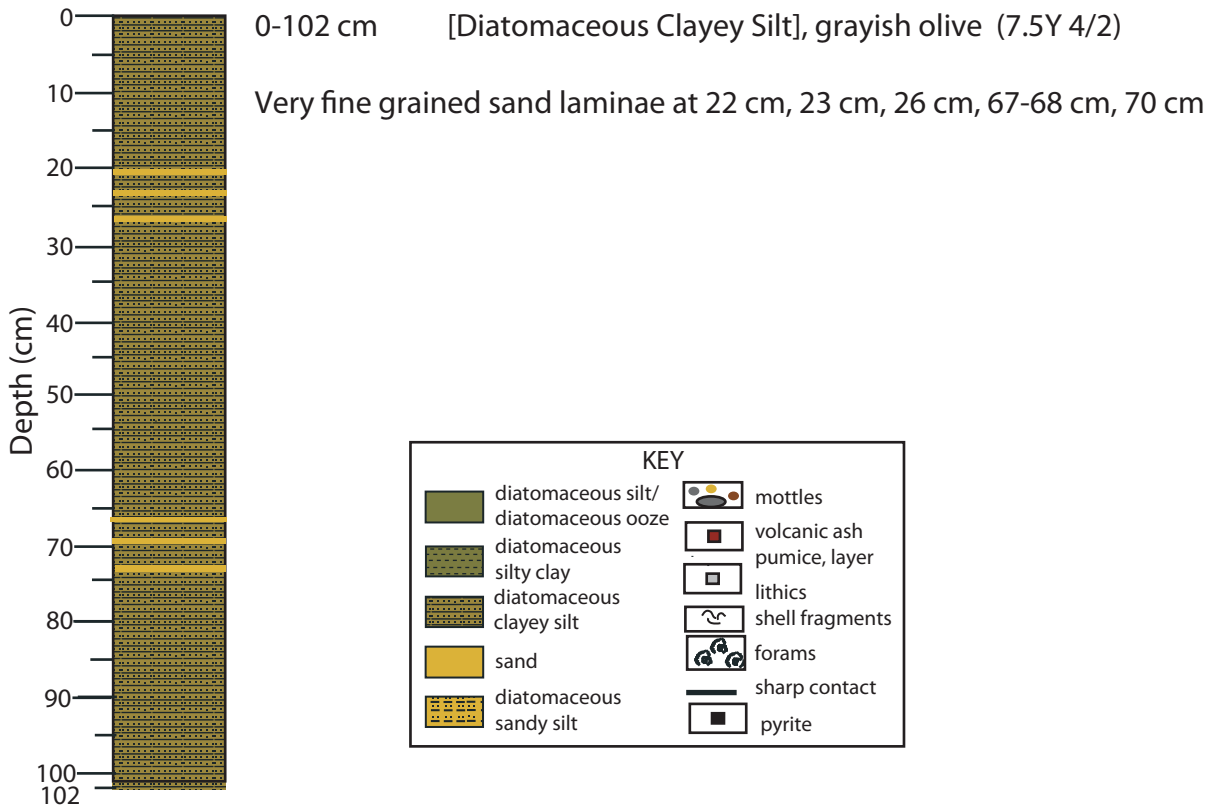 0-102 cm [Diatomaceous Clayey Silt], grayish olive (7.5Y 4/2)
Very fine grained sand laminae at 22 cm, 23 cm, 26 cm, 67-68 cm, 70 cm
Depth (cm)
0
10
20
30
40
50
60
70
80
90
100
102
KEY
diatomaceous silt/
diatomaceous ooze
diatomaceous
silty clay
diatomaceous
clayey silt
sand
diatomaceous
sandy silt
mottles
volcanic ash
pumice, layer
lithics
shell fragments
forams
sharp contact
pyrite